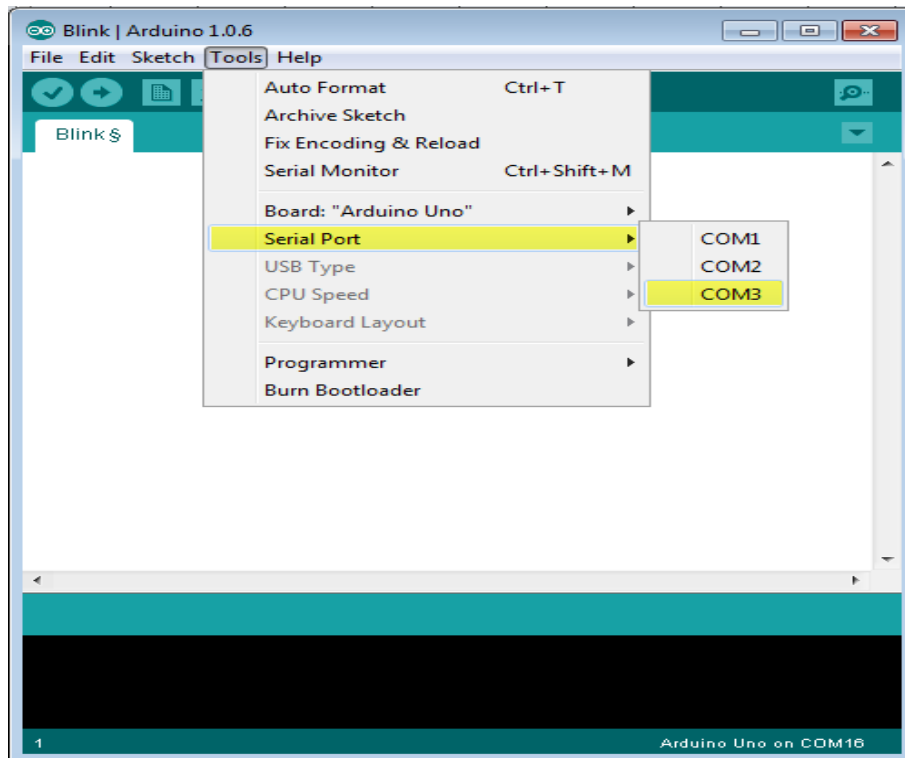 Blink | Arduino 1.0.6
File Edit Sketch Tools Help
Auto Format Ctrl+T
Archive Sketch
Fix Encoding & Reload
Serial Monitor Ctrl+Shift+M
Blink §
Board: "Arduino Uno"
Serial Port
USB Type
CPU Speed
Keyboard Layout
Programmer
Burn Bootloader
COM1
COM2
COM3
1 Arduino Uno on COM16